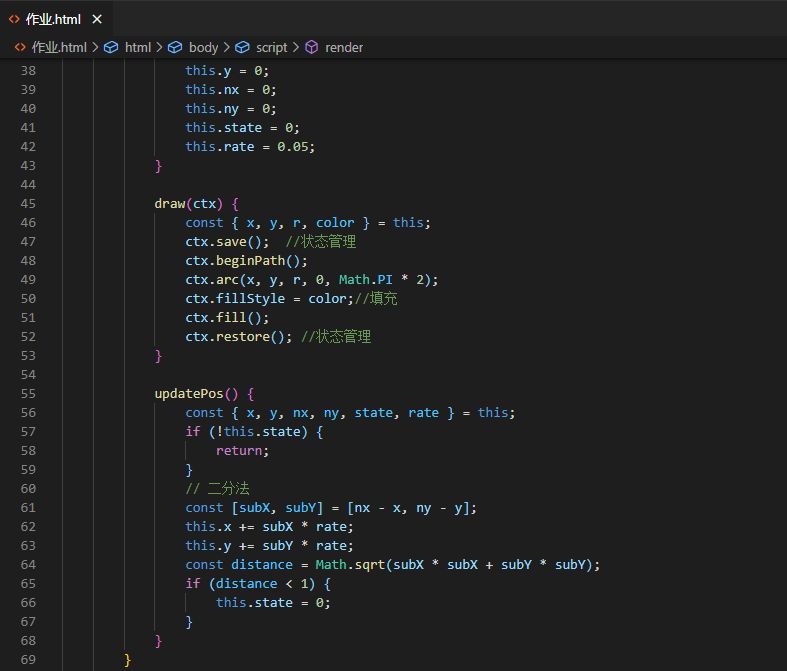 作业.html
作业.html > html > body > script > render
38 this.y = 0;
39 this.nx = 0;
40 this.ny = 0;
41 this.state = 0;
42 this.rate = 0.05;
43 }
44
45 draw(ctx) {
46 const { x, y, r, color } = this;
47 ctx.save();  //状态管理
48 ctx.beginPath();
49 ctx.arc(x, y, r, 0, Math.PI * 2);
50 ctx.fillStyle = color;//填充
51 ctx.fill();
52 ctx.restore(); //状态管理
53 }
54
55 updatePos() {
56 const { x, y, nx, ny, state, rate } = this;
57 if (!this.state) {
58 return;
59 }
60 // 二分法
61 const [subX, subY] = [nx - x, ny - y];
62 this.x += subX * rate;
63 this.y += subY * rate;
64 const distance = Math.sqrt(subX * subX + subY * subY);
65 if (distance < 1) {
66 this.state = 0;
67 }
68 }
69 }